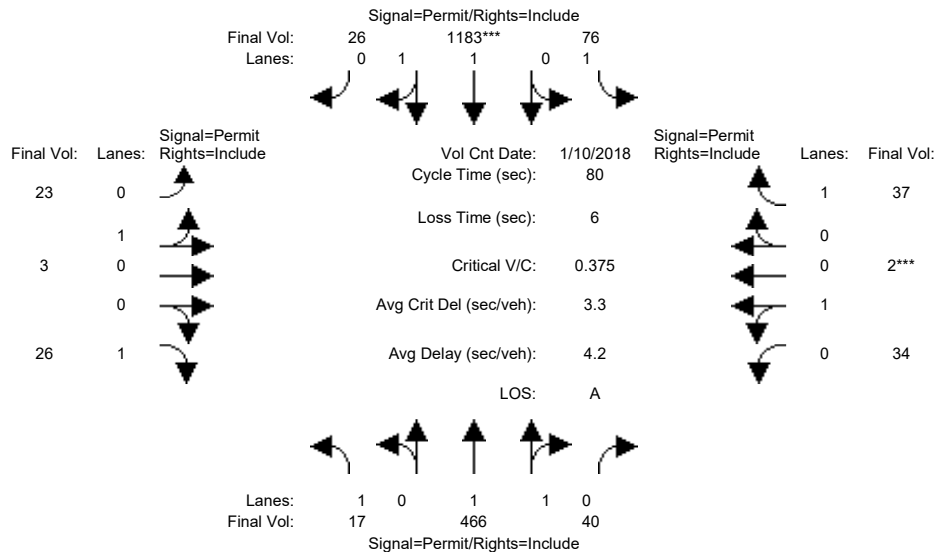 Signal=Permit/Rights=Include
Final Vol: 26 1183*** 76
Lanes: 0 1 1 0 1
Signal=Permit
Final Vol: Lanes: Rights=Include
Vol Cnt Date: 1/10/2018
Signal=Permit
Rights=Include Lanes: Final Vol:
Cycle Time (sec): 80
23 0
1 37
Loss Time (sec): 6
1
0
3 0
Critical V/C: 0.375
0 2***
0
Avg Crit Del (sec/veh): 3.3
1
26 1
Avg Delay (sec/veh): 4.2
0 34
LOS: A
Lanes: 1 0 1 1 0
Final Vol: 17 466 40
Signal=Permit/Rights=Include